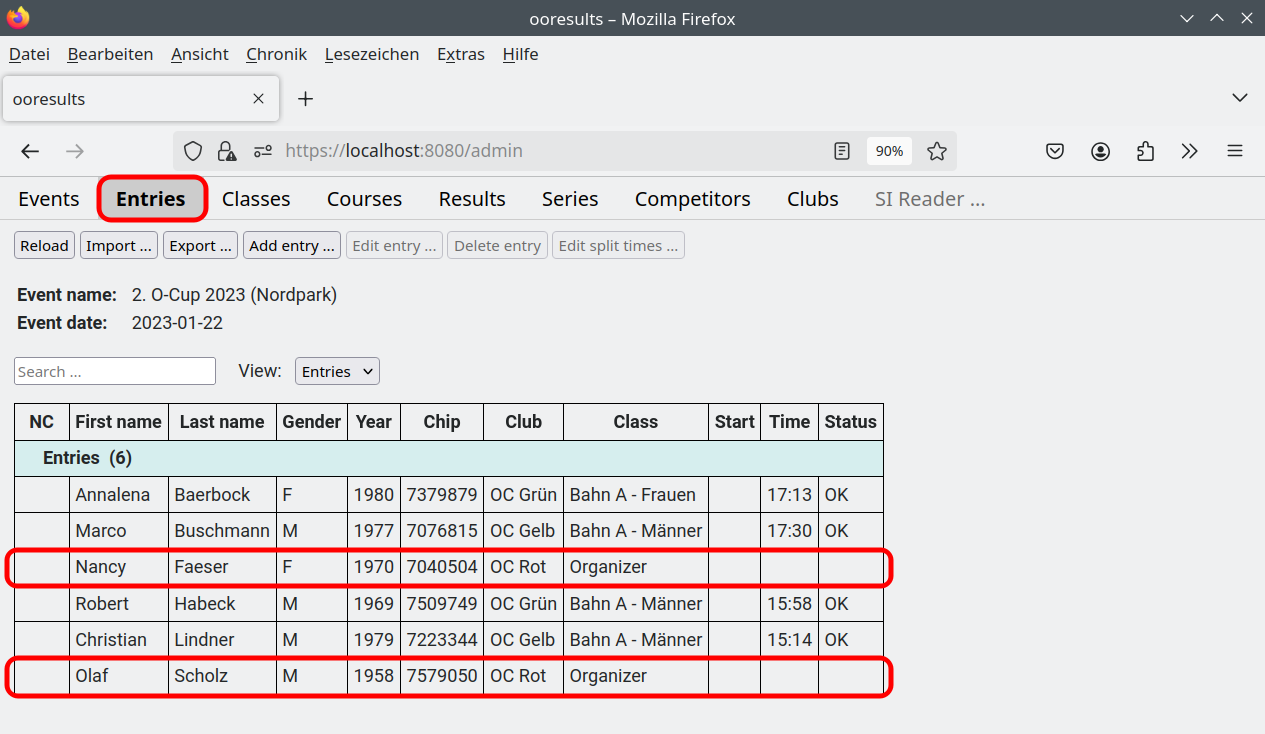 ooresults – Mozilla Firefox
Datei Bearbeiten Ansicht Chronik Lesezeichen Extras Hilfe
ooresults
https://localhost:8080/admin 90%
Events Entries Classes Courses Results Series Competitors Clubs SI Reader ...
Reload Import ... Export ... Add entry ... Edit entry ... Delete entry Edit split times ...
Event name: 2. O-Cup 2023 (Nordpark)
Event date: 2023-01-22
Search ... View: Entries
NC First name Last name Gender Year Chip Club Class Start Time Status
Entries (6)
Annalena Baerbock F 1980 7379879 OC Grün Bahn A - Frauen 17:13 OK
Marco Buschmann M 1977 7076815 OC Gelb Bahn A - Männer 17:30 OK
Nancy Faeser F 1970 7040504 OC Rot Organizer
Robert Habeck M 1969 7509749 OC Grün Bahn A - Männer 15:58 OK
Christian Lindner M 1979 7223344 OC Gelb Bahn A - Männer 15:14 OK
Olaf Scholz M 1958 7579050 OC Rot Organizer